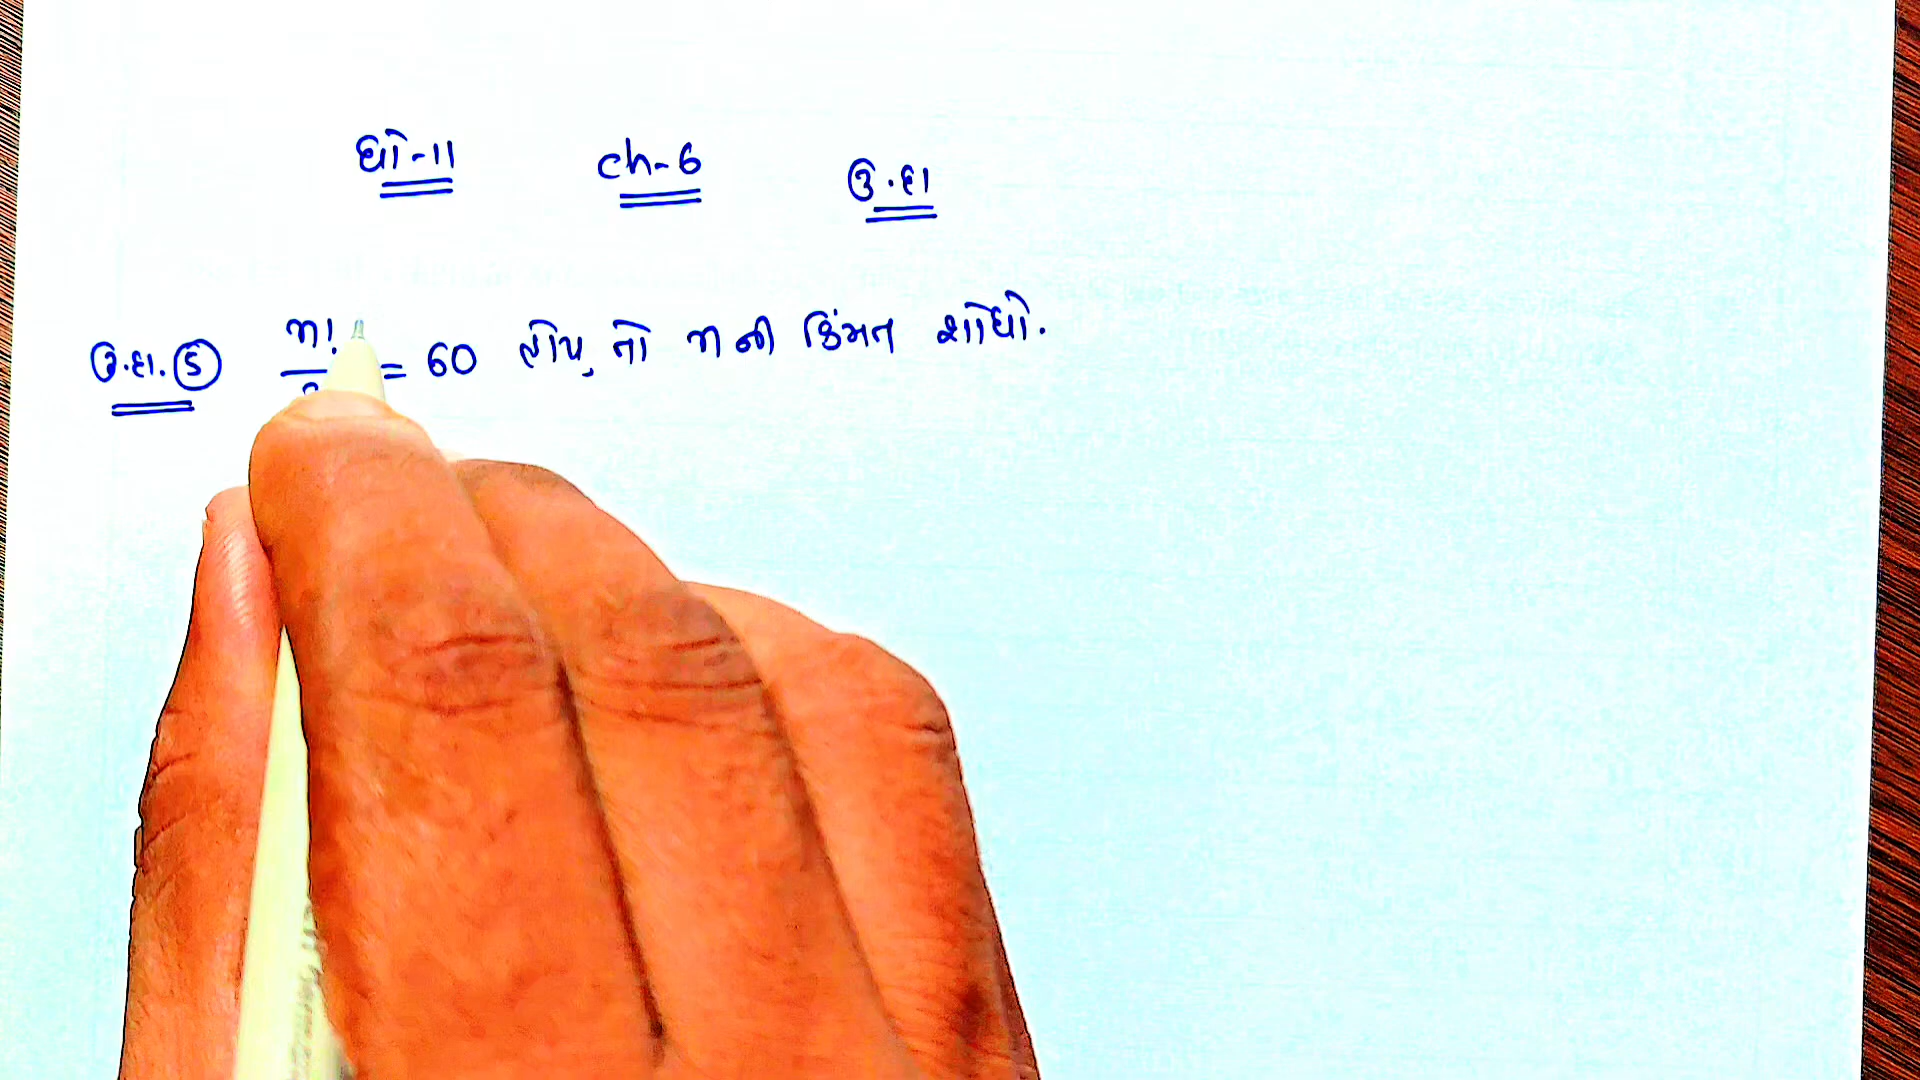 ધો-11 ch-6 ઉ.દા
ઉ.દા.5 n! = 60 હોય, તો n ની કિંમત શોધો.